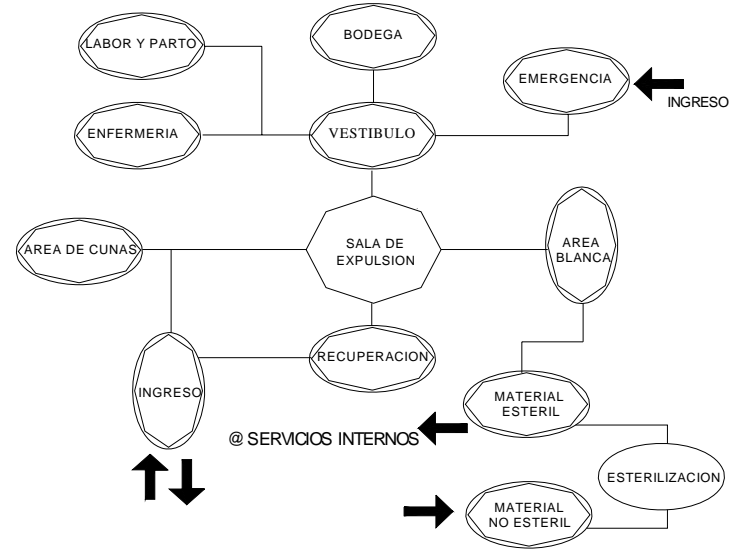 LABOR Y PARTO
BODEGA
EMERGENCIA
INGRESO
ENFERMERIA
VESTIBULO
AREA DE CUNAS
SALA DE
EXPULSION
AREA
BLANCA
RECUPERACION
INGRESO
MATERIAL
ESTERIL
@ SERVICIOS INTERNOS
ESTERILIZACION
MATERIAL
NO ESTERIL